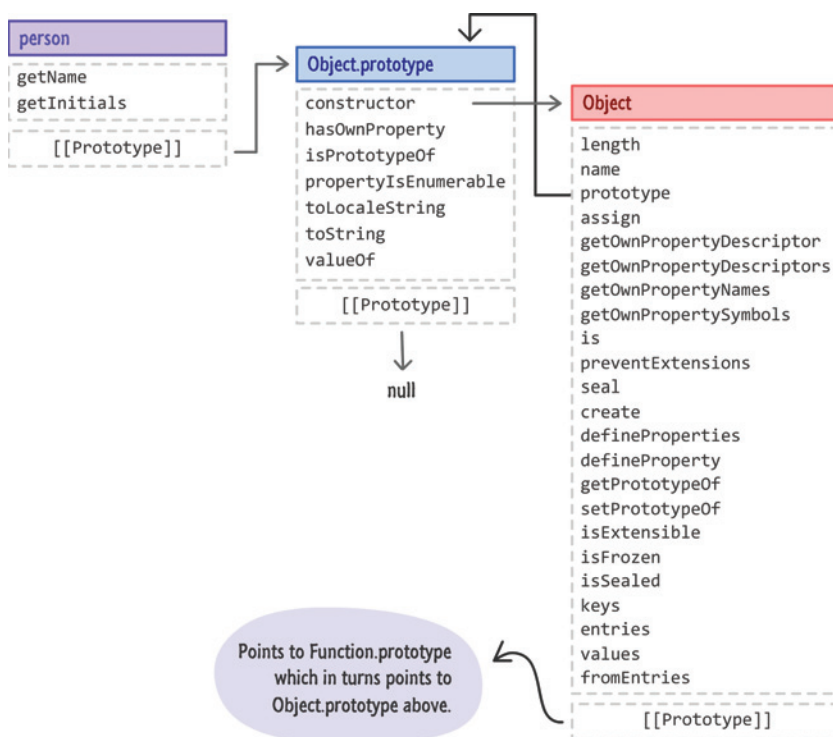 person
getName
getInitials
[[Prototype]]
Object.prototype
constructor
hasOwnProperty
isPrototypeOf
propertyIsEnumerable
toLocaleString
toString
valueOf
[[Prototype]]
null
Object
length
name
prototype
assign
getOwnPropertyDescriptor
getOwnPropertyDescriptors
getOwnPropertyNames
getOwnPropertySymbols
is
preventExtensions
seal
create
defineProperties
defineProperty
getPrototypeOf
setPrototypeOf
isExtensible
isFrozen
isSealed
keys
entries
values
fromEntries
[[Prototype]]
Points to Function.prototype
which in turns points to
Object.prototype above.